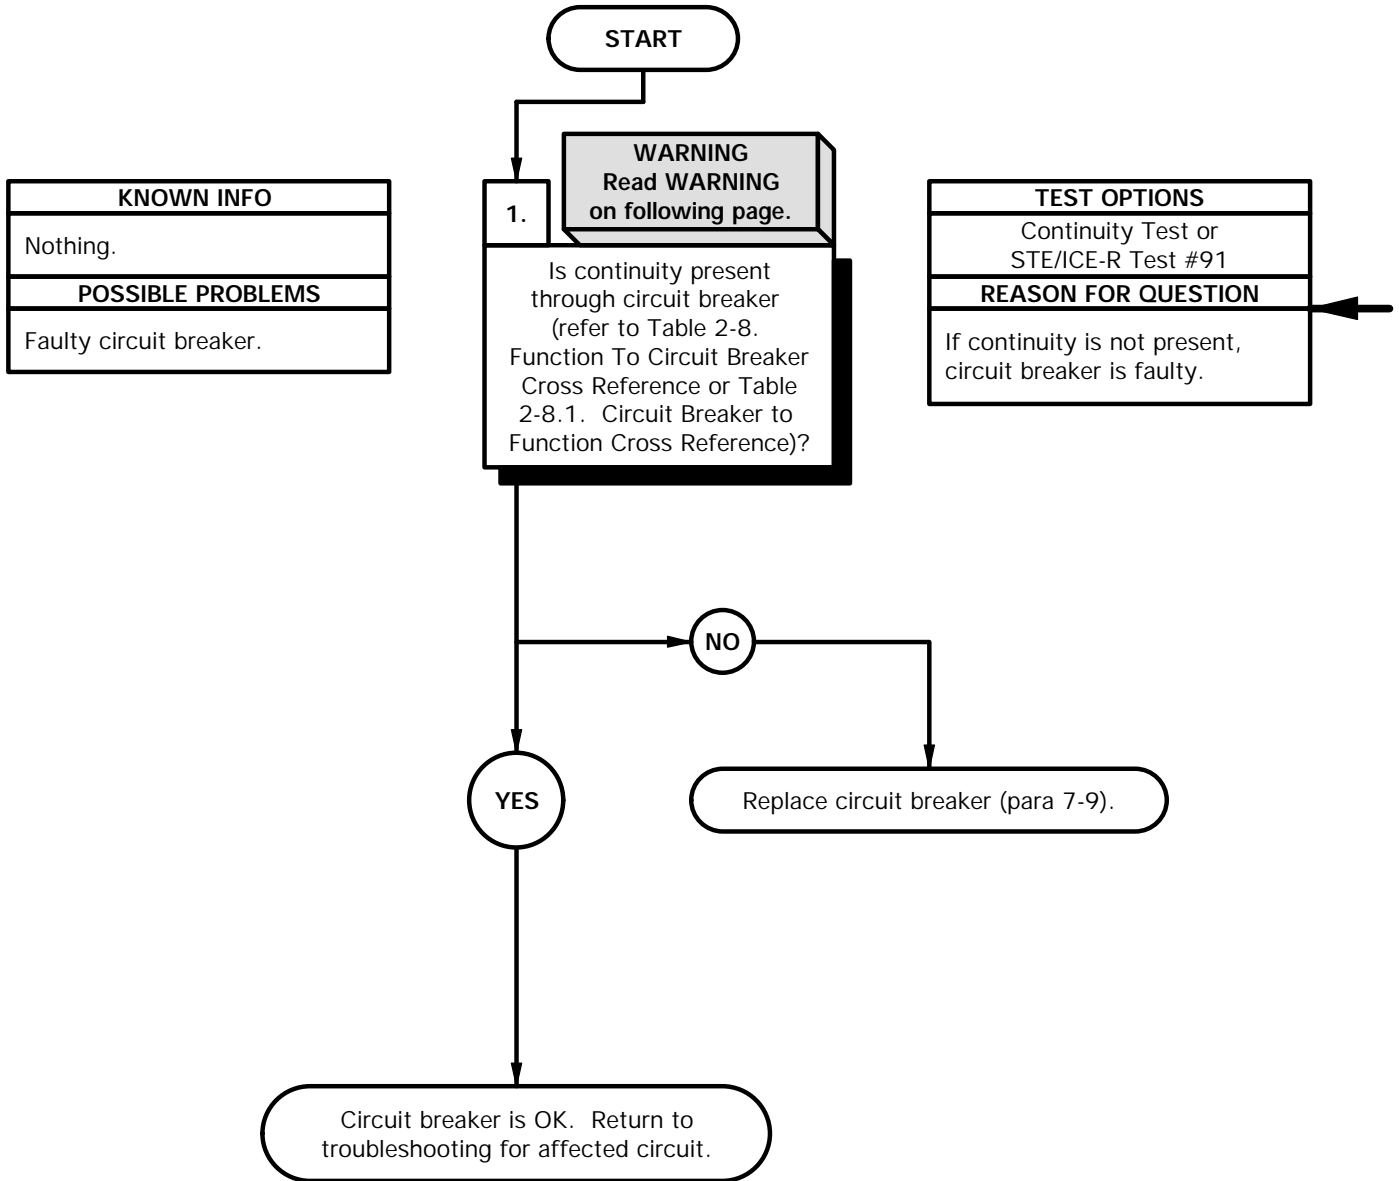 START
WARNING
Read WARNING
on following page.
KNOWN INFO
Nothing.
POSSIBLE PROBLEMS
Faulty circuit breaker.
1.
Is continuity present
through circuit breaker
(refer to Table 2-8.
Function To Circuit Breaker
Cross Reference or Table
2-8.1.  Circuit Breaker to
Function Cross Reference)?
TEST OPTIONS
Continuity Test or
STE/ICE-R Test #91
REASON FOR QUESTION
If continuity is not present,
circuit breaker is faulty.
NO
YES
Replace circuit breaker (para 7-9).
Circuit breaker is OK.  Return to
troubleshooting for affected circuit.